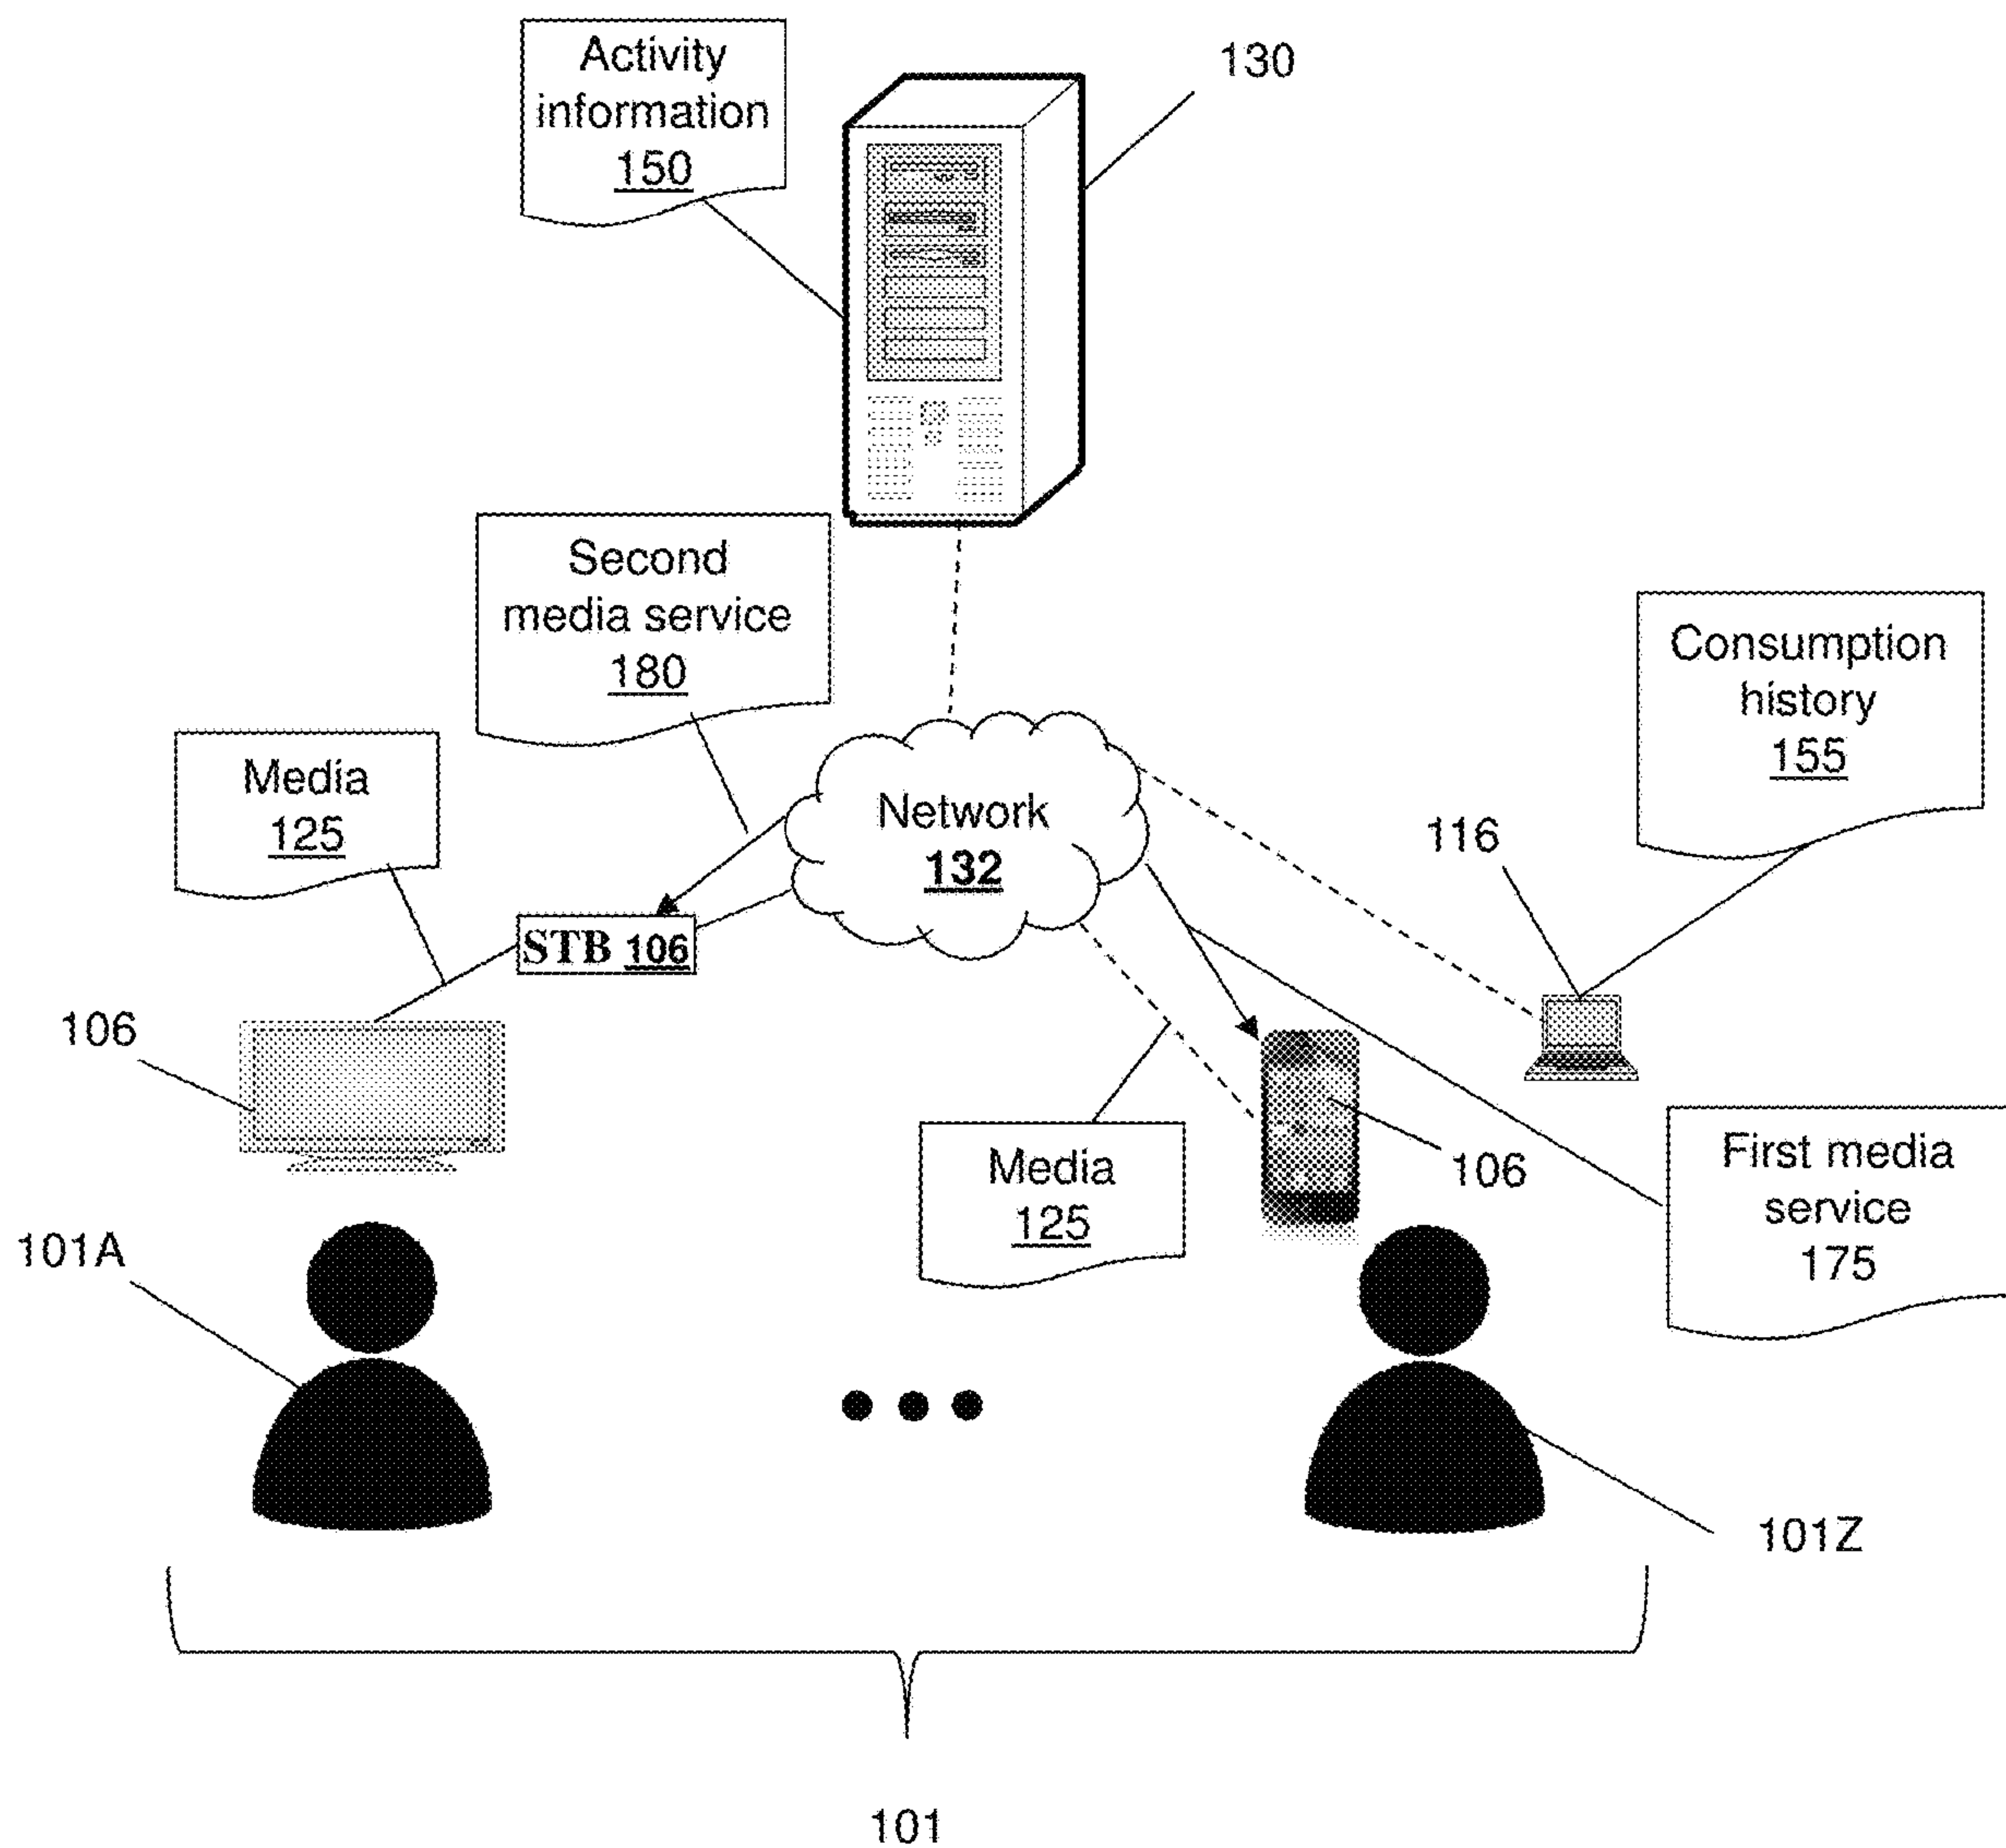 Activity
information
150
130
Second
media service
180
Consumption
history
155
Media
125
Network
132
116
STB 106
106
Media
125
106
First media
service
175
101A
101Z
101